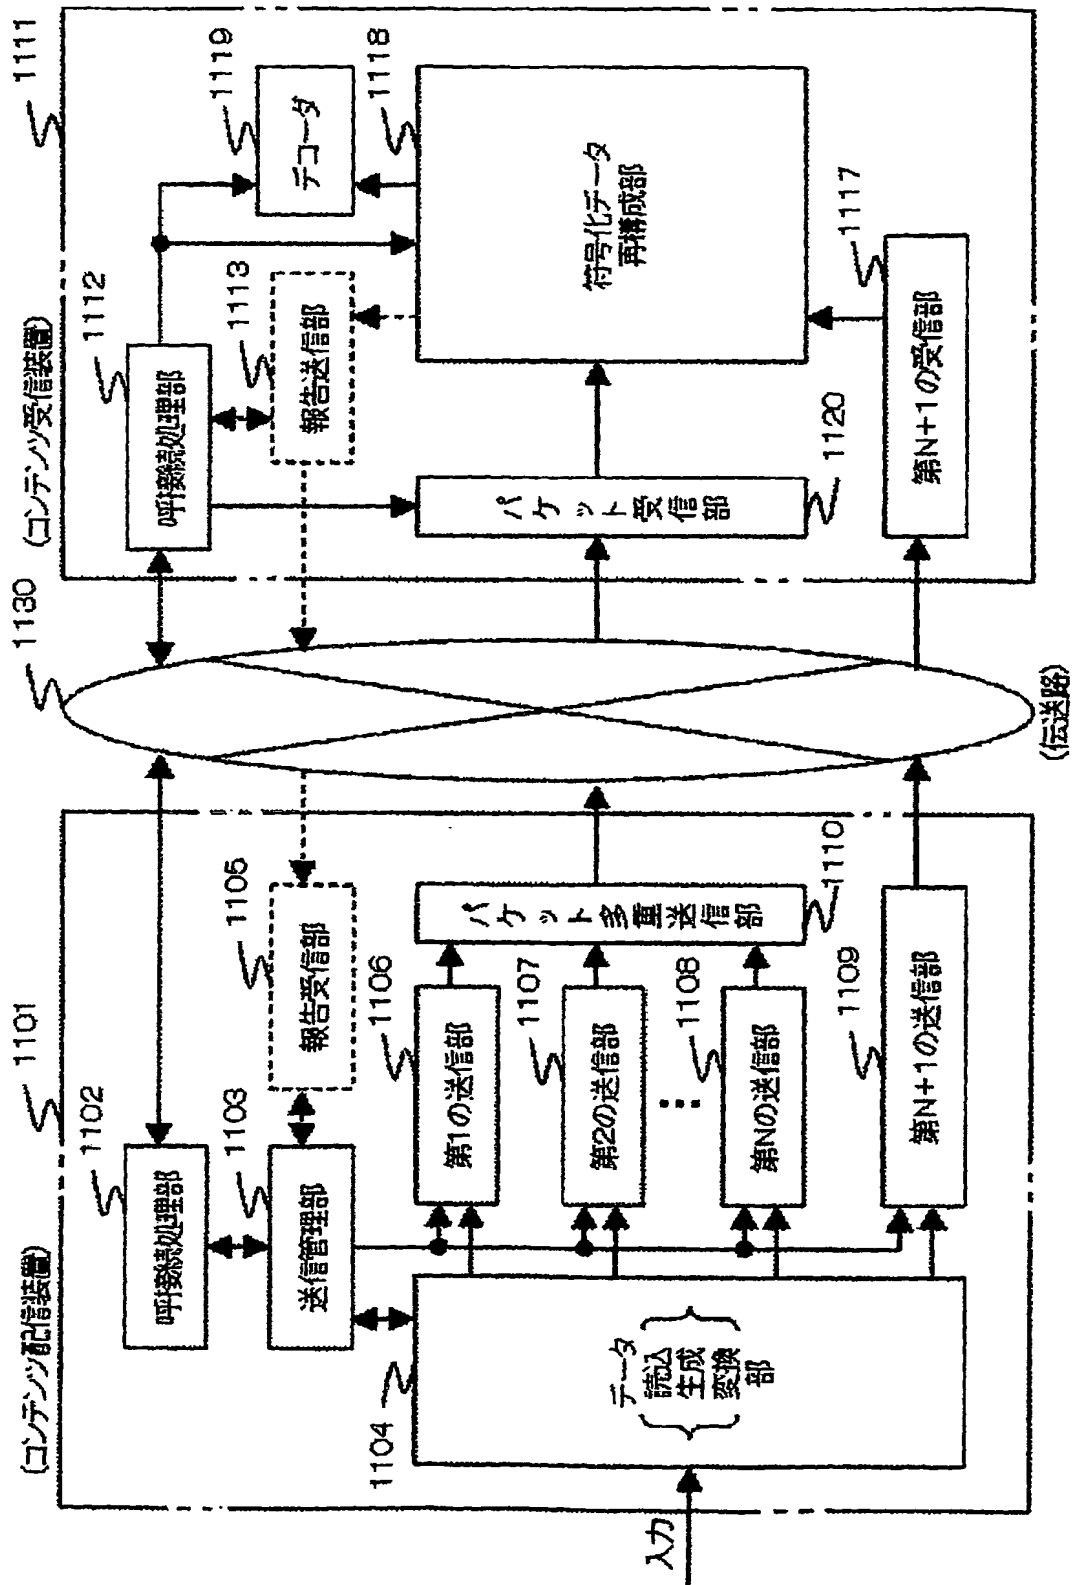 (コンテンツ配信装置)
1101
1102
呼接続処理部
1103
送信管理部
1105
報告受信部
1104
データ
読込
生成
変換
部
入力
1106
第1の送信部
1107
第2の送信部
1108
第Nの送信部
1109
第N+1の送信部
1110
パケット多重送信部
1130
(伝送路)
(コンテンツ受信装置)
1111
1112
呼接続処理部
1113
報告送信部
1119
デコーダ
1118
符号化データ
再構成部
1120
パケット受信部
1117
第N+1の受信部